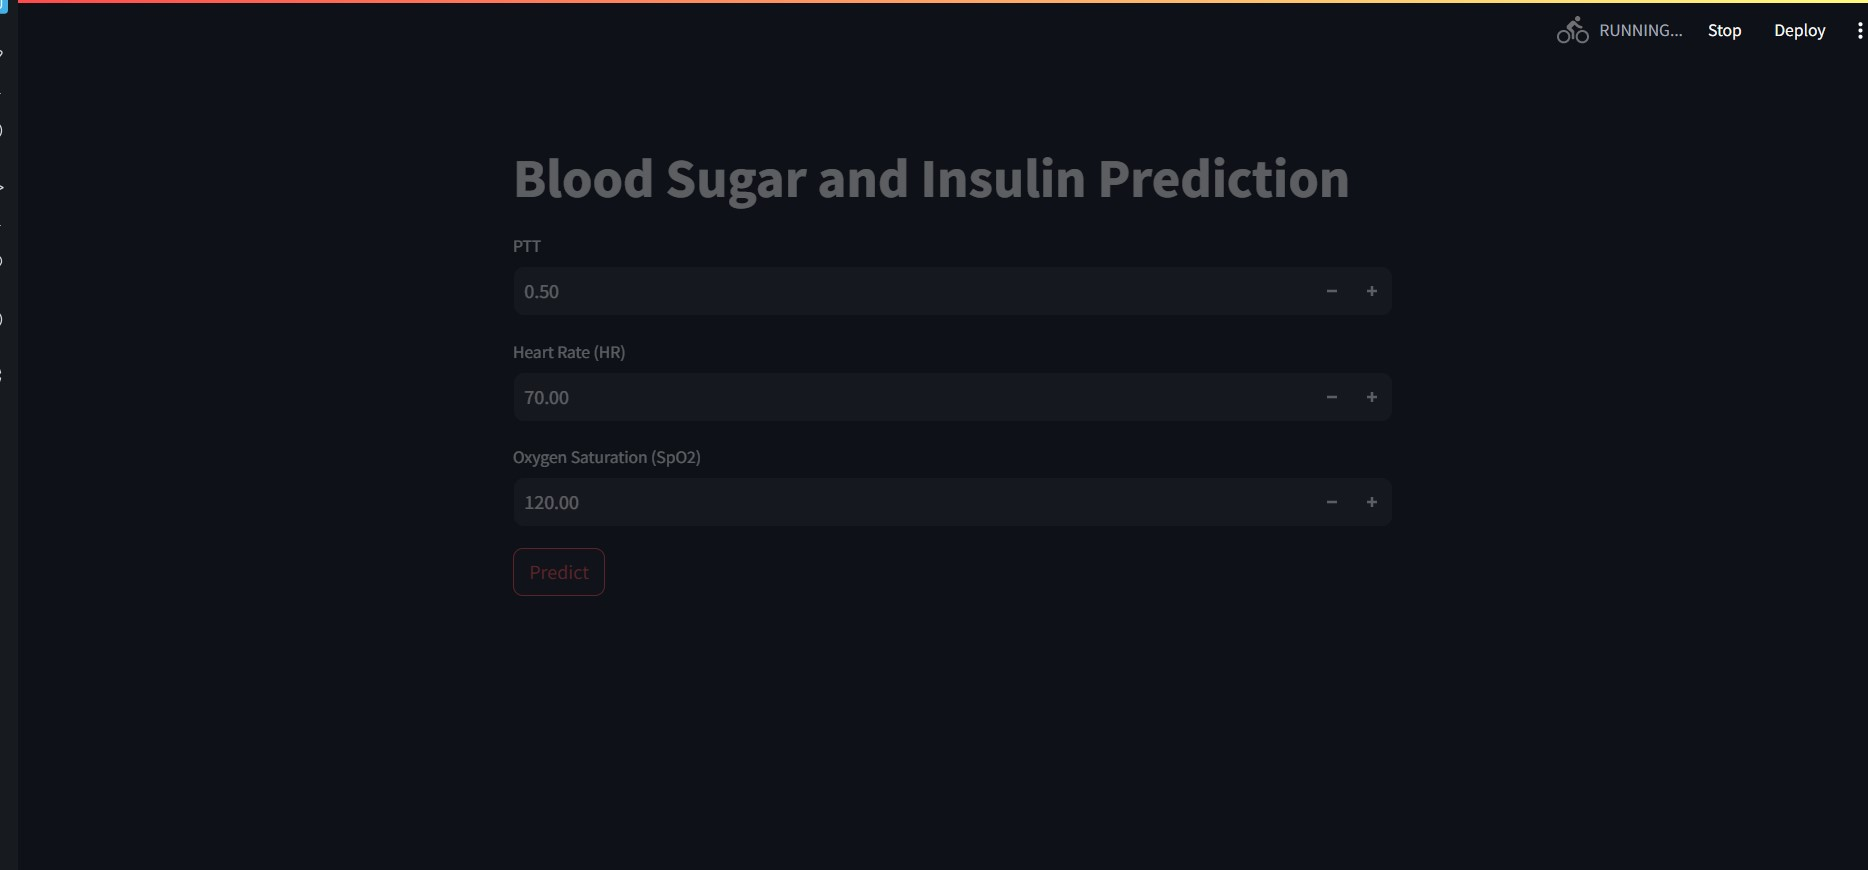 RUNNING...
Stop
Deploy
Blood Sugar and Insulin Prediction
PTT
0.50
Heart Rate (HR)
70.00
Oxygen Saturation (SpO2)
120.00
Predict